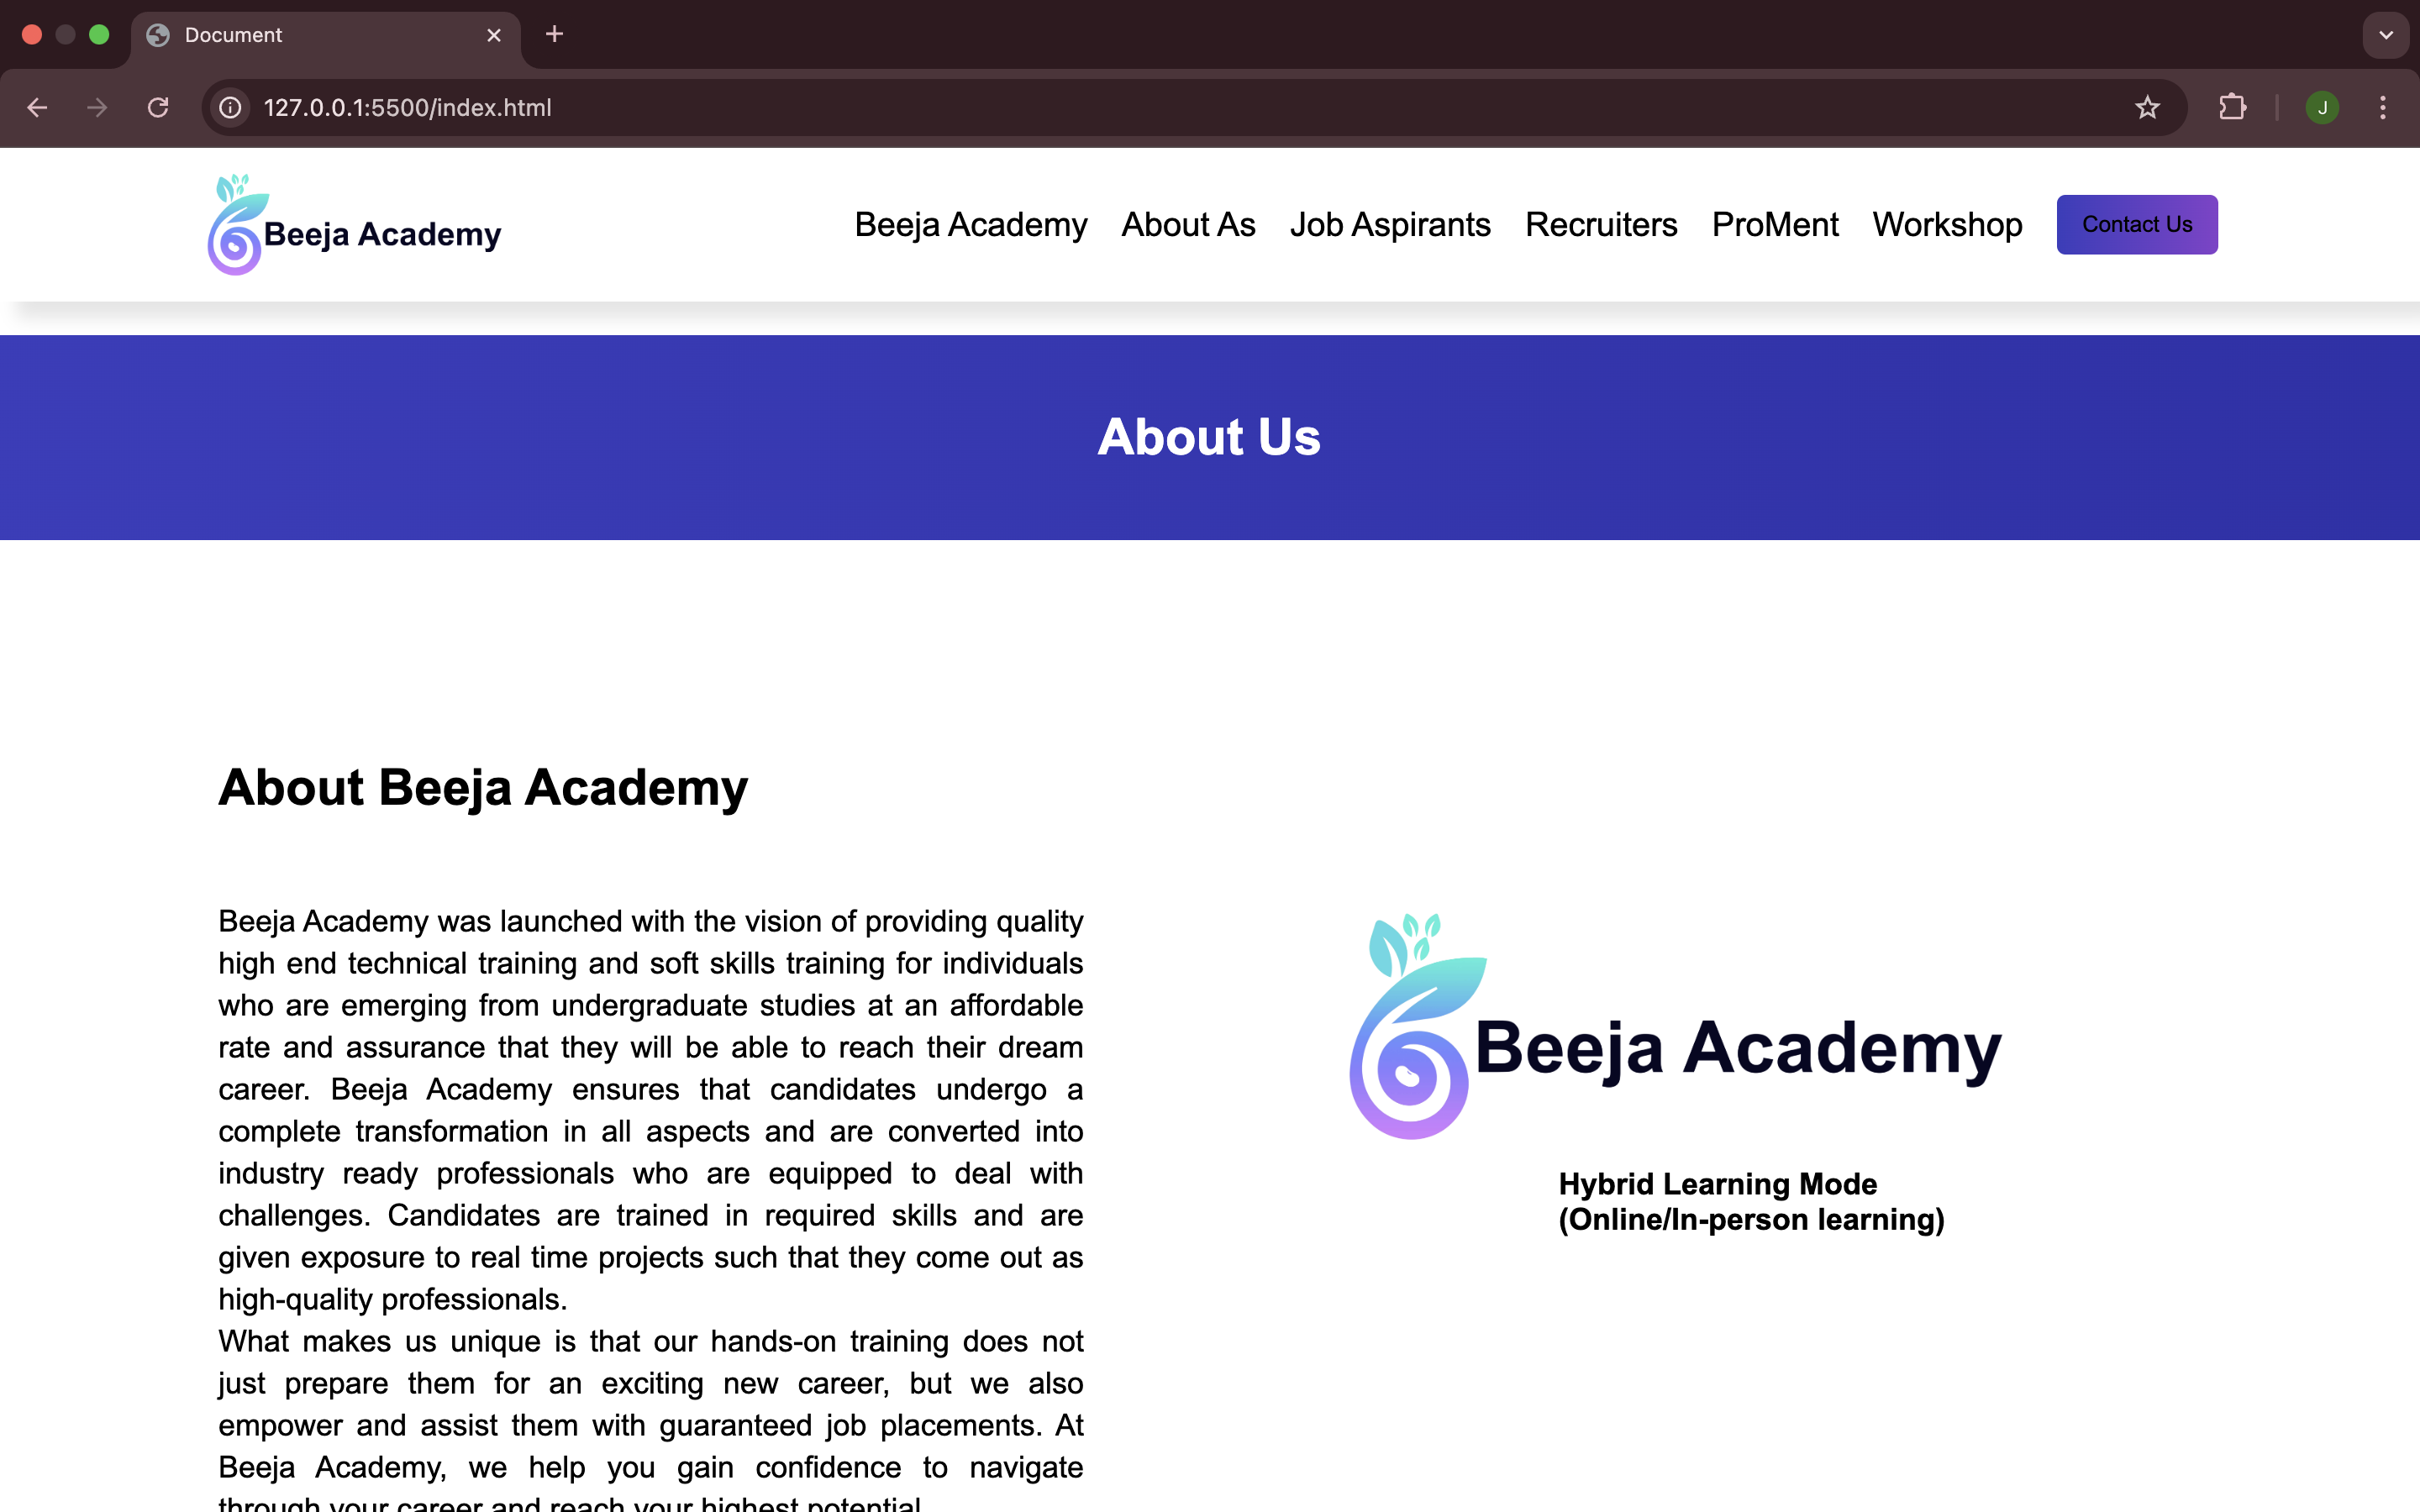 Document
127.0.0.1:5500/index.html
J
Beeja Academy
Beeja Academy About As Job Aspirants Recruiters ProMent Workshop Contact Us
About Us
About Beeja Academy
Beeja Academy was launched with the vision of providing quality
high end technical training and soft skills training for individuals
who are emerging from undergraduate studies at an affordable
rate and assurance that they will be able to reach their dream
career. Beeja Academy ensures that candidates undergo a
complete transformation in all aspects and are converted into
industry ready professionals who are equipped to deal with
challenges. Candidates are trained in required skills and are
given exposure to real time projects such that they come out as
high-quality professionals.
What makes us unique is that our hands-on training does not
just prepare them for an exciting new career, but we also
empower and assist them with guaranteed job placements. At
Beeja Academy, we help you gain confidence to navigate
through your career and reach your highest potential.
Beeja Academy
Hybrid Learning Mode
(Online/In-person learning)